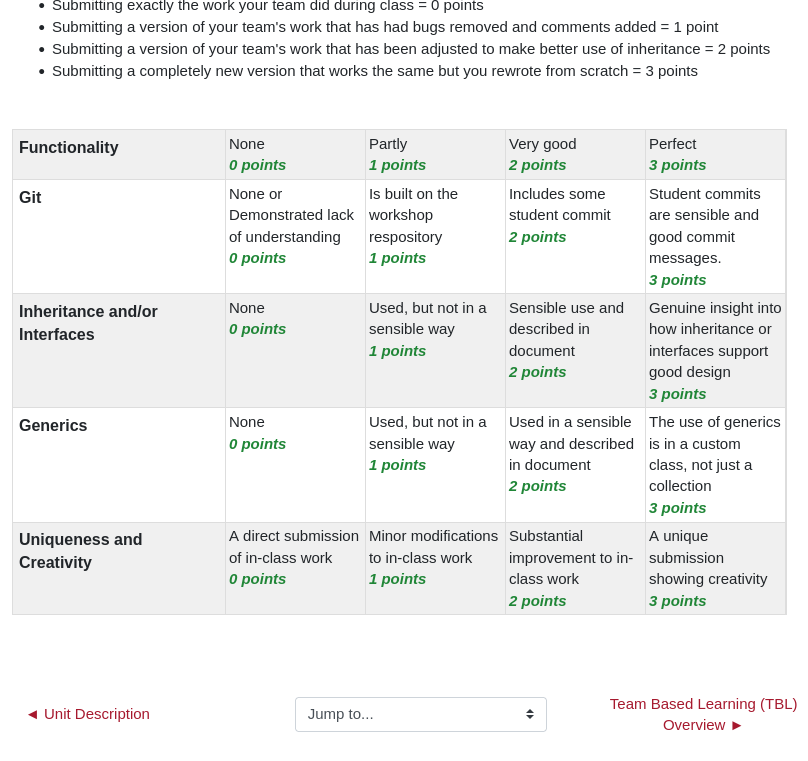 • Submitting exactly the work your team did during class = 0 points
• Submitting a version of your team's work that has had bugs removed and comments added = 1 point
• Submitting a version of your team's work that has been adjusted to make better use of inheritance = 2 points
• Submitting a completely new version that works the same but you rewrote from scratch = 3 points
Functionality
None
0 points
Partly
1 points
Very good
2 points
Perfect
3 points
Git
None or
Demonstrated lack
of understanding
0 points
Is built on the
workshop
respository
1 points
Includes some
student commit
2 points
Student commits
are sensible and
good commit
messages.
3 points
Inheritance and/or
Interfaces
None
0 points
Used, but not in a
sensible way
1 points
Sensible use and
described in
document
2 points
Genuine insight into
how inheritance or
interfaces support
good design
3 points
Generics
None
0 points
Used, but not in a
sensible way
1 points
Used in a sensible
way and described
in document
2 points
The use of generics
is in a custom
class, not just a
collection
3 points
Uniqueness and
Creativity
A direct submission
of in-class work
0 points
Minor modifications
to in-class work
1 points
Substantial
improvement to in-
class work
2 points
A unique
submission
showing creativity
3 points
◄ Unit Description
Jump to...
Team Based Learning (TBL)
Overview ►